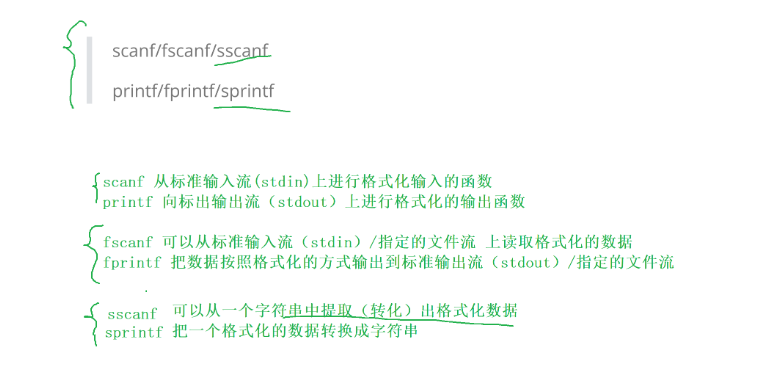 scanf/fscanf/sscanf
printf/fprintf/sprintf
scanf 从标准输入流(stdin)上进行格式化输入的函数
printf 向标出输出流（stdout）上进行格式化的输出函数
fscanf 可以从标准输入流（stdin）/指定的文件流 上读取格式化的数据
fprintf 把数据按照格式化的方式输出到标准输出流（stdout）/指定的文件流
sscanf 可以从一个字符串中提取（转化）出格式化数据
sprintf 把一个格式化的数据转换成字符串